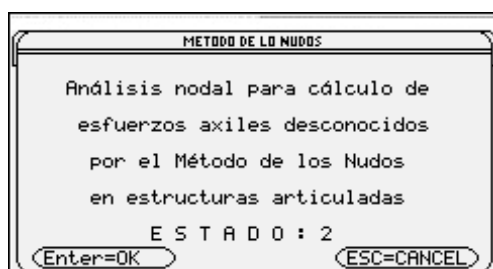 METODO DE LO NUDOS
Análisis nodal para cálculo de
esfuerzos axiles desconocidos
por el Método de los Nudos
en estructuras articuladas
E S T A D O : 2
Enter=OK
ESC=CANCEL